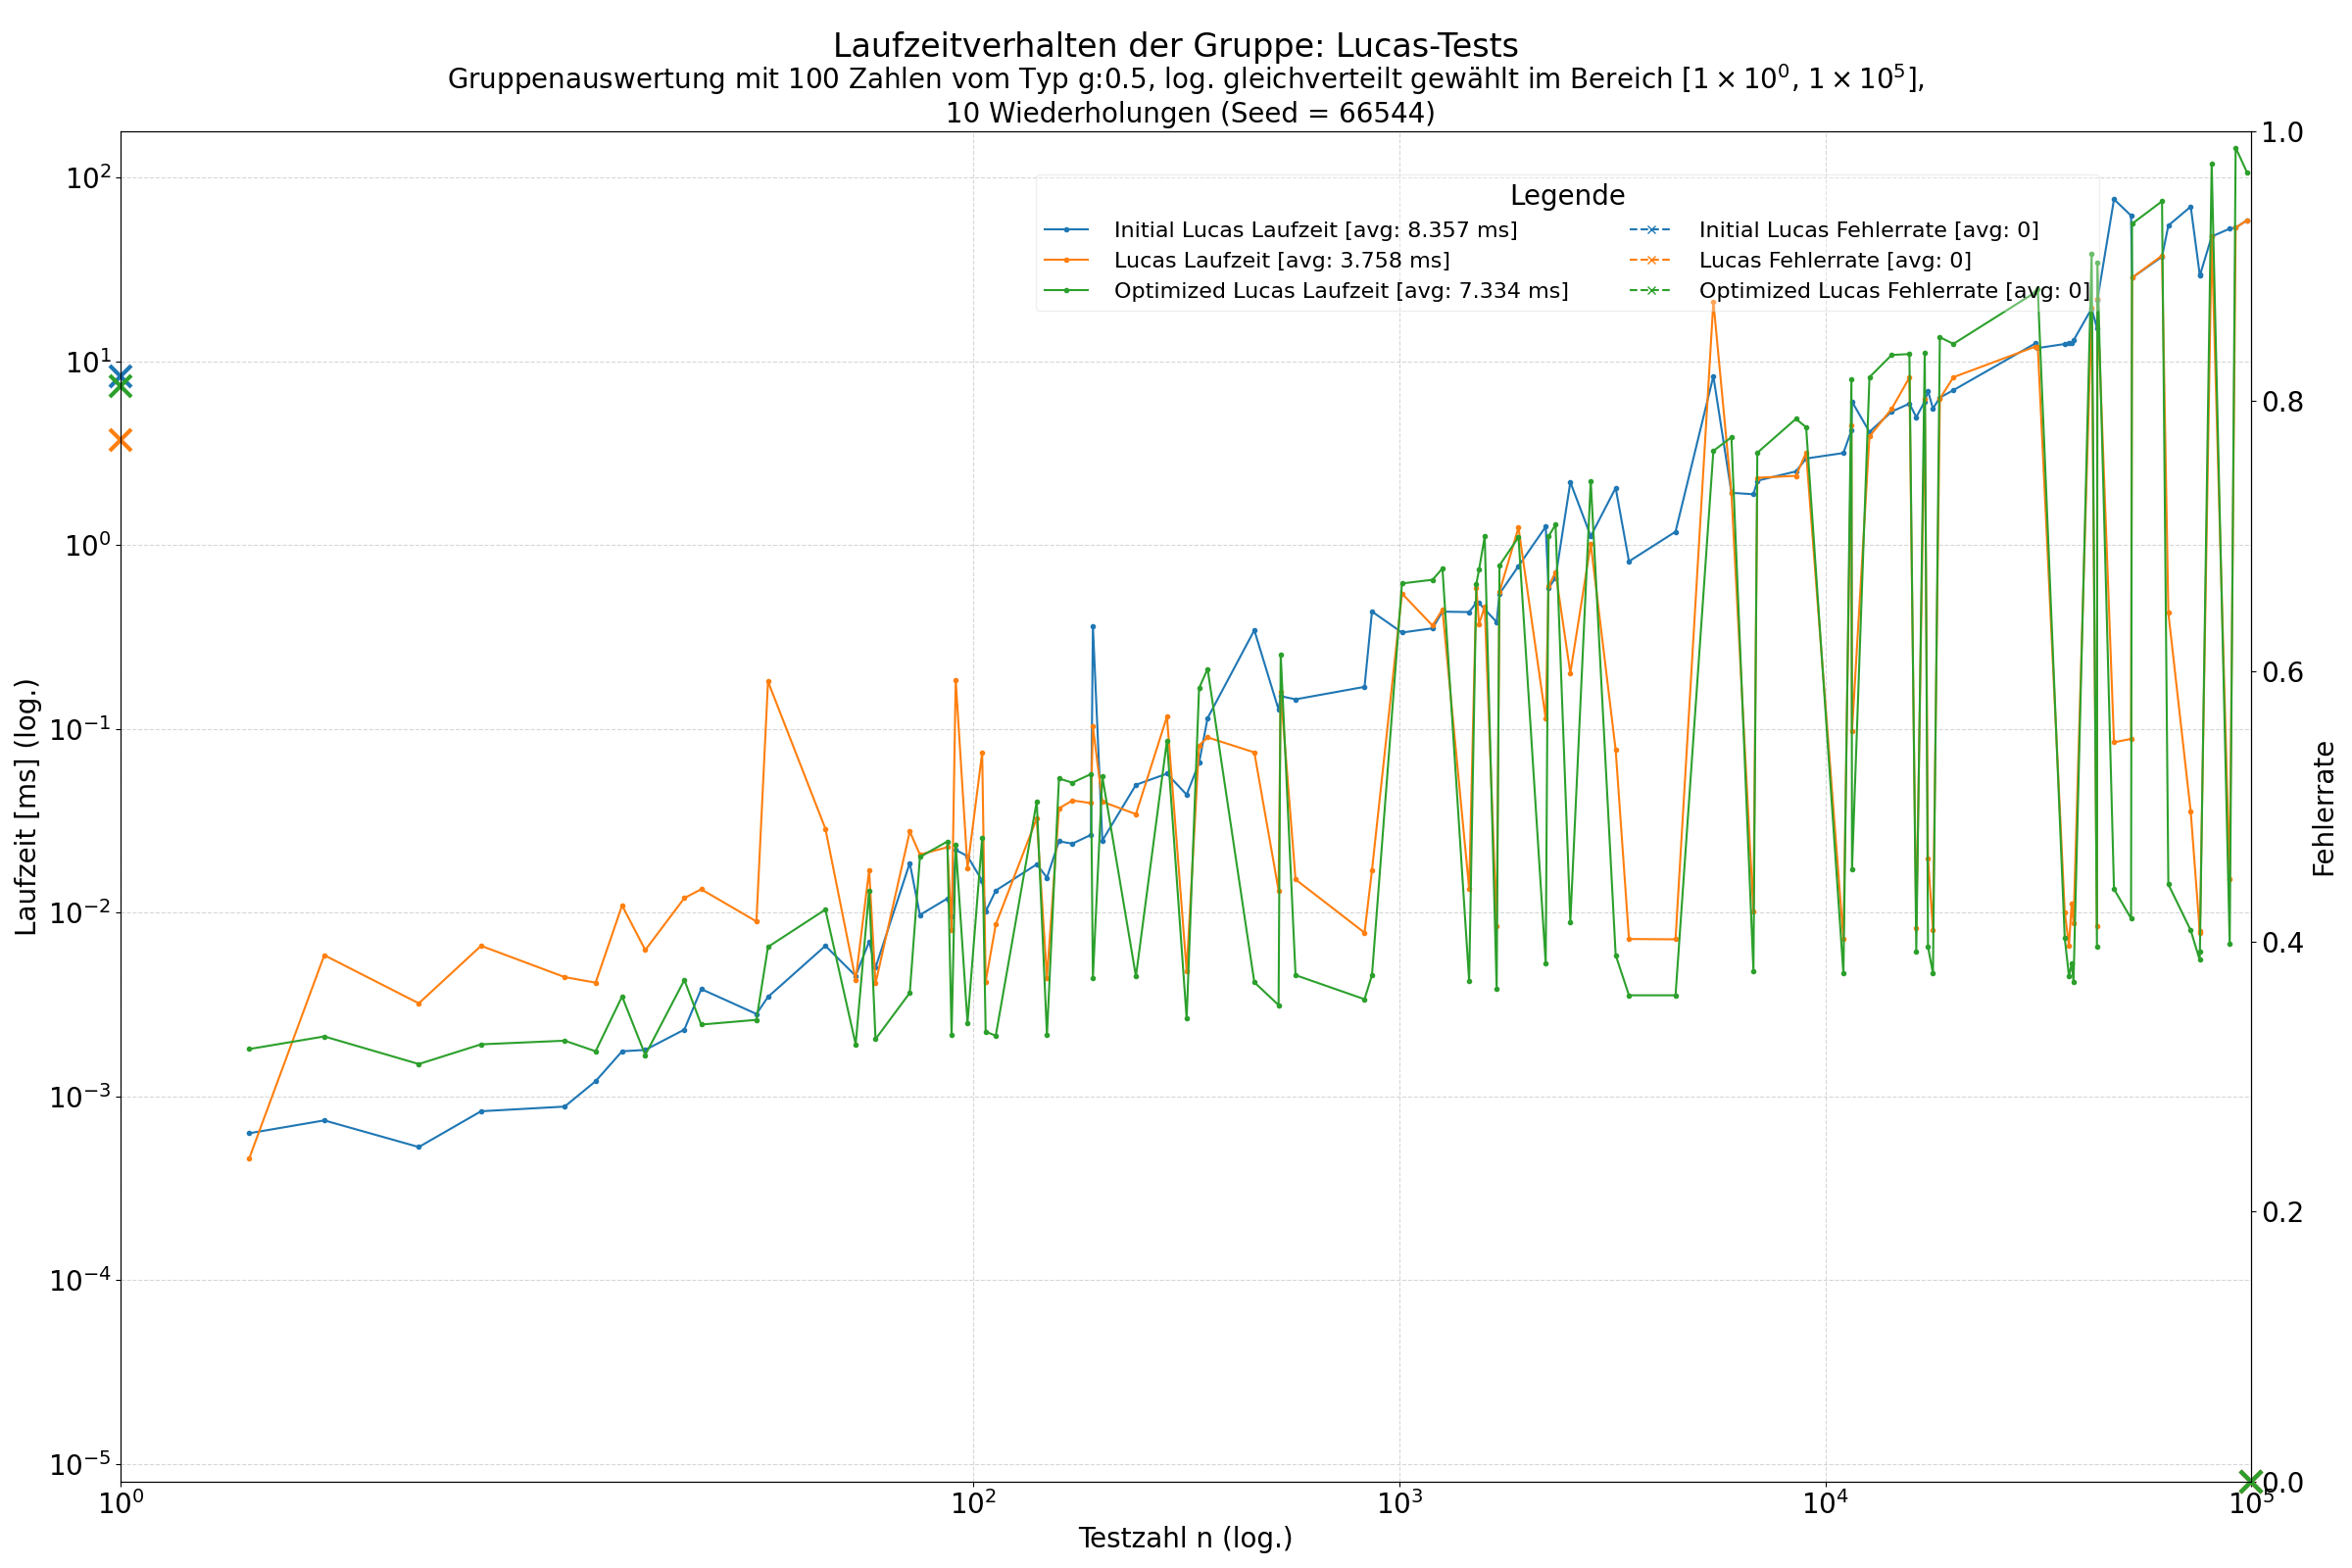 Laufzeitverhalten der Gruppe: Lucas-Tests
Gruppenauswertung mit 100 Zahlen vom Typ g:0.5, log. gleichverteilt gewählt im Bereich [1 × 10⁰, 1 × 10⁵],
10 Wiederholungen (Seed = 66544)
Legende
Initial Lucas Laufzeit [avg: 8.357 ms]
Lucas Laufzeit [avg: 3.758 ms]
Optimized Lucas Laufzeit [avg: 7.334 ms]
Initial Lucas Fehlerrate [avg: 0]
Lucas Fehlerrate [avg: 0]
Optimized Lucas Fehlerrate [avg: 0]
Laufzeit [ms] (log.)
10²
10¹
10⁰
10⁻¹
10⁻²
10⁻³
10⁻⁴
10⁻⁵
10⁰
10²
10³
10⁴
10⁵
Testzahl n (log.)
1.0
0.8
0.6
0.4
0.2
0.0
Fehlerrate